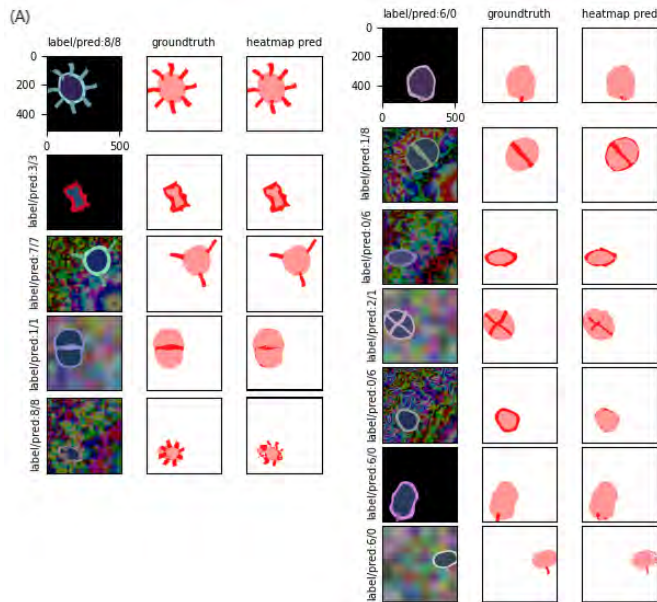 (A)
label/pred:8/8 groundtruth heatmap pred
0
200
400
0 500
label/pred:3/3
label/pred:7/7
label/pred:1/1
label/pred:8/8
label/pred:6/0 groundtruth heatmap pred
0
200
400
0 500
label/pred:1/8
label/pred:0/6
label/pred:2/1
label/pred:0/6
label/pred:6/0
label/pred:6/0